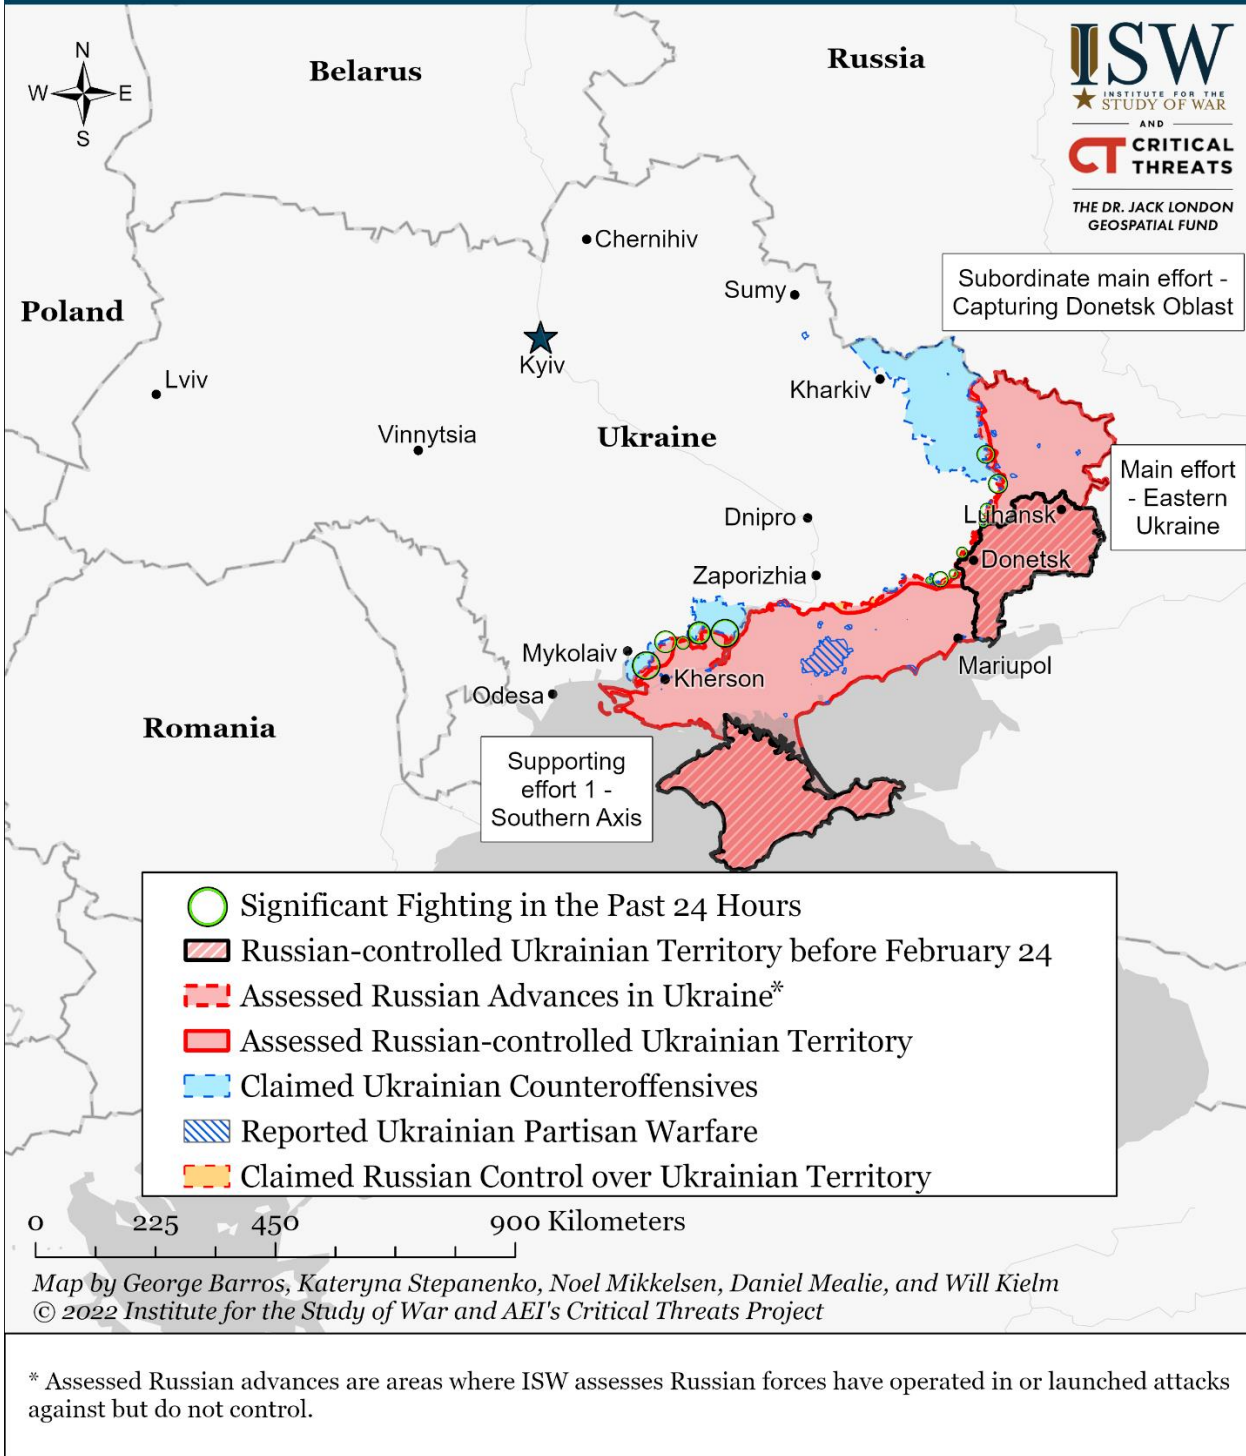 N
W E
S
Belarus
Russia
ISW
INSTITUTE FOR THE
STUDY OF WAR
AND
CT CRITICAL
THREATS
THE DR. JACK LONDON
GEOSPATIAL FUND
Chernihiv
Sumy
Subordinate main effort -
Capturing Donetsk Oblast
Poland
Kyiv
Lviv
Kharkiv
Vinnytsia
Ukraine
Main effort
- Eastern
Ukraine
Dnipro
Luhansk
Donetsk
Zaporizhia
Mykolaiv
Mariupol
Kherson
Odesa
Romania
Supporting
effort 1 -
Southern Axis
Significant Fighting in the Past 24 Hours
Russian-controlled Ukrainian Territory before February 24
Assessed Russian Advances in Ukraine*
Assessed Russian-controlled Ukrainian Territory
Claimed Ukrainian Counteroffensives
Reported Ukrainian Partisan Warfare
Claimed Russian Control over Ukrainian Territory
0 225 450 900 Kilometers
Map by George Barros, Kateryna Stepanenko, Noel Mikkelsen, Daniel Mealie, and Will Kielm
© 2022 Institute for the Study of War and AEI's Critical Threats Project
* Assessed Russian advances are areas where ISW assesses Russian forces have operated in or launched attacks
against but do not control.